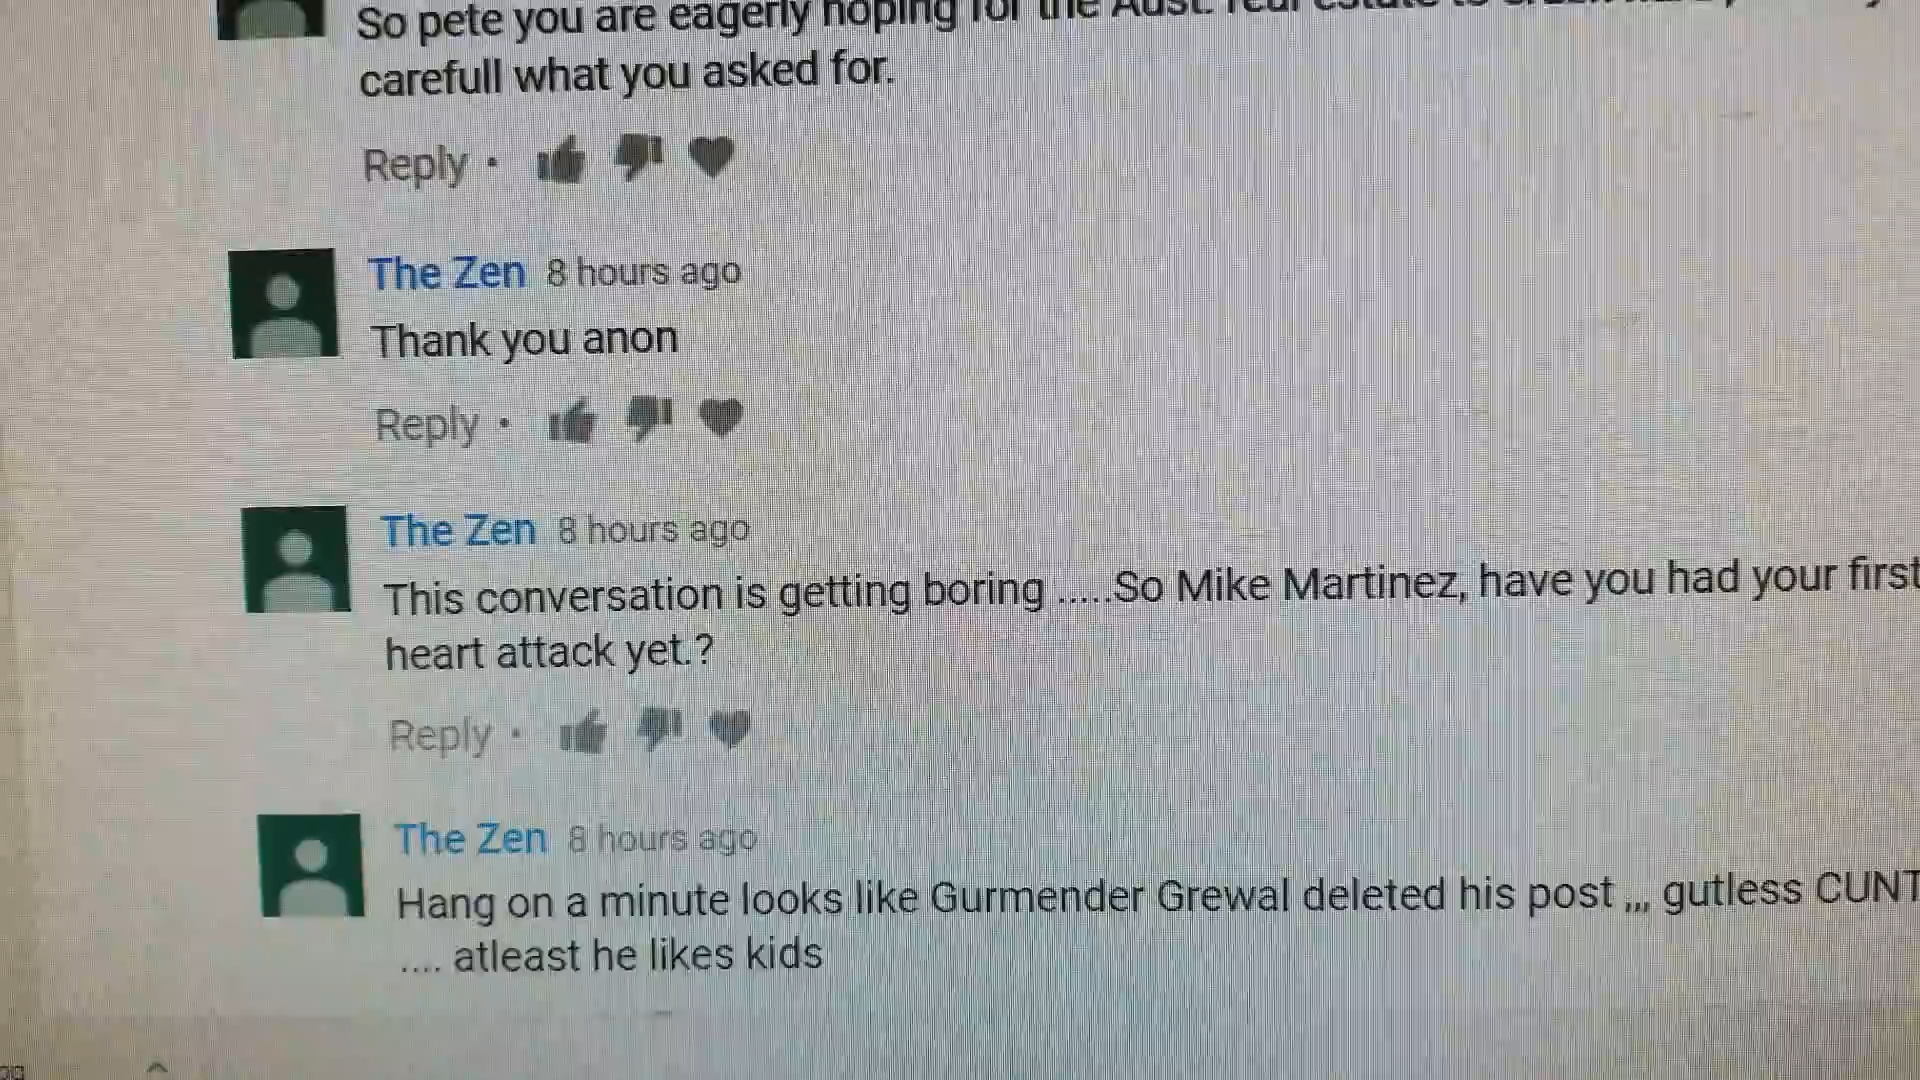 So pete you are eagerly hoping for the Aust. real estate to
carefull what you asked for.
Reply
The Zen 8 hours ago
Thank you anon
Reply
The Zen 8 hours ago
This conversation is getting boring .....So Mike Martinez, have you had your first
heart attack yet.?
Reply
The Zen 8 hours ago
Hang on a minute looks like Gurmender Grewal deleted his post ,,, gutless CUNT
.... atleast he likes kids